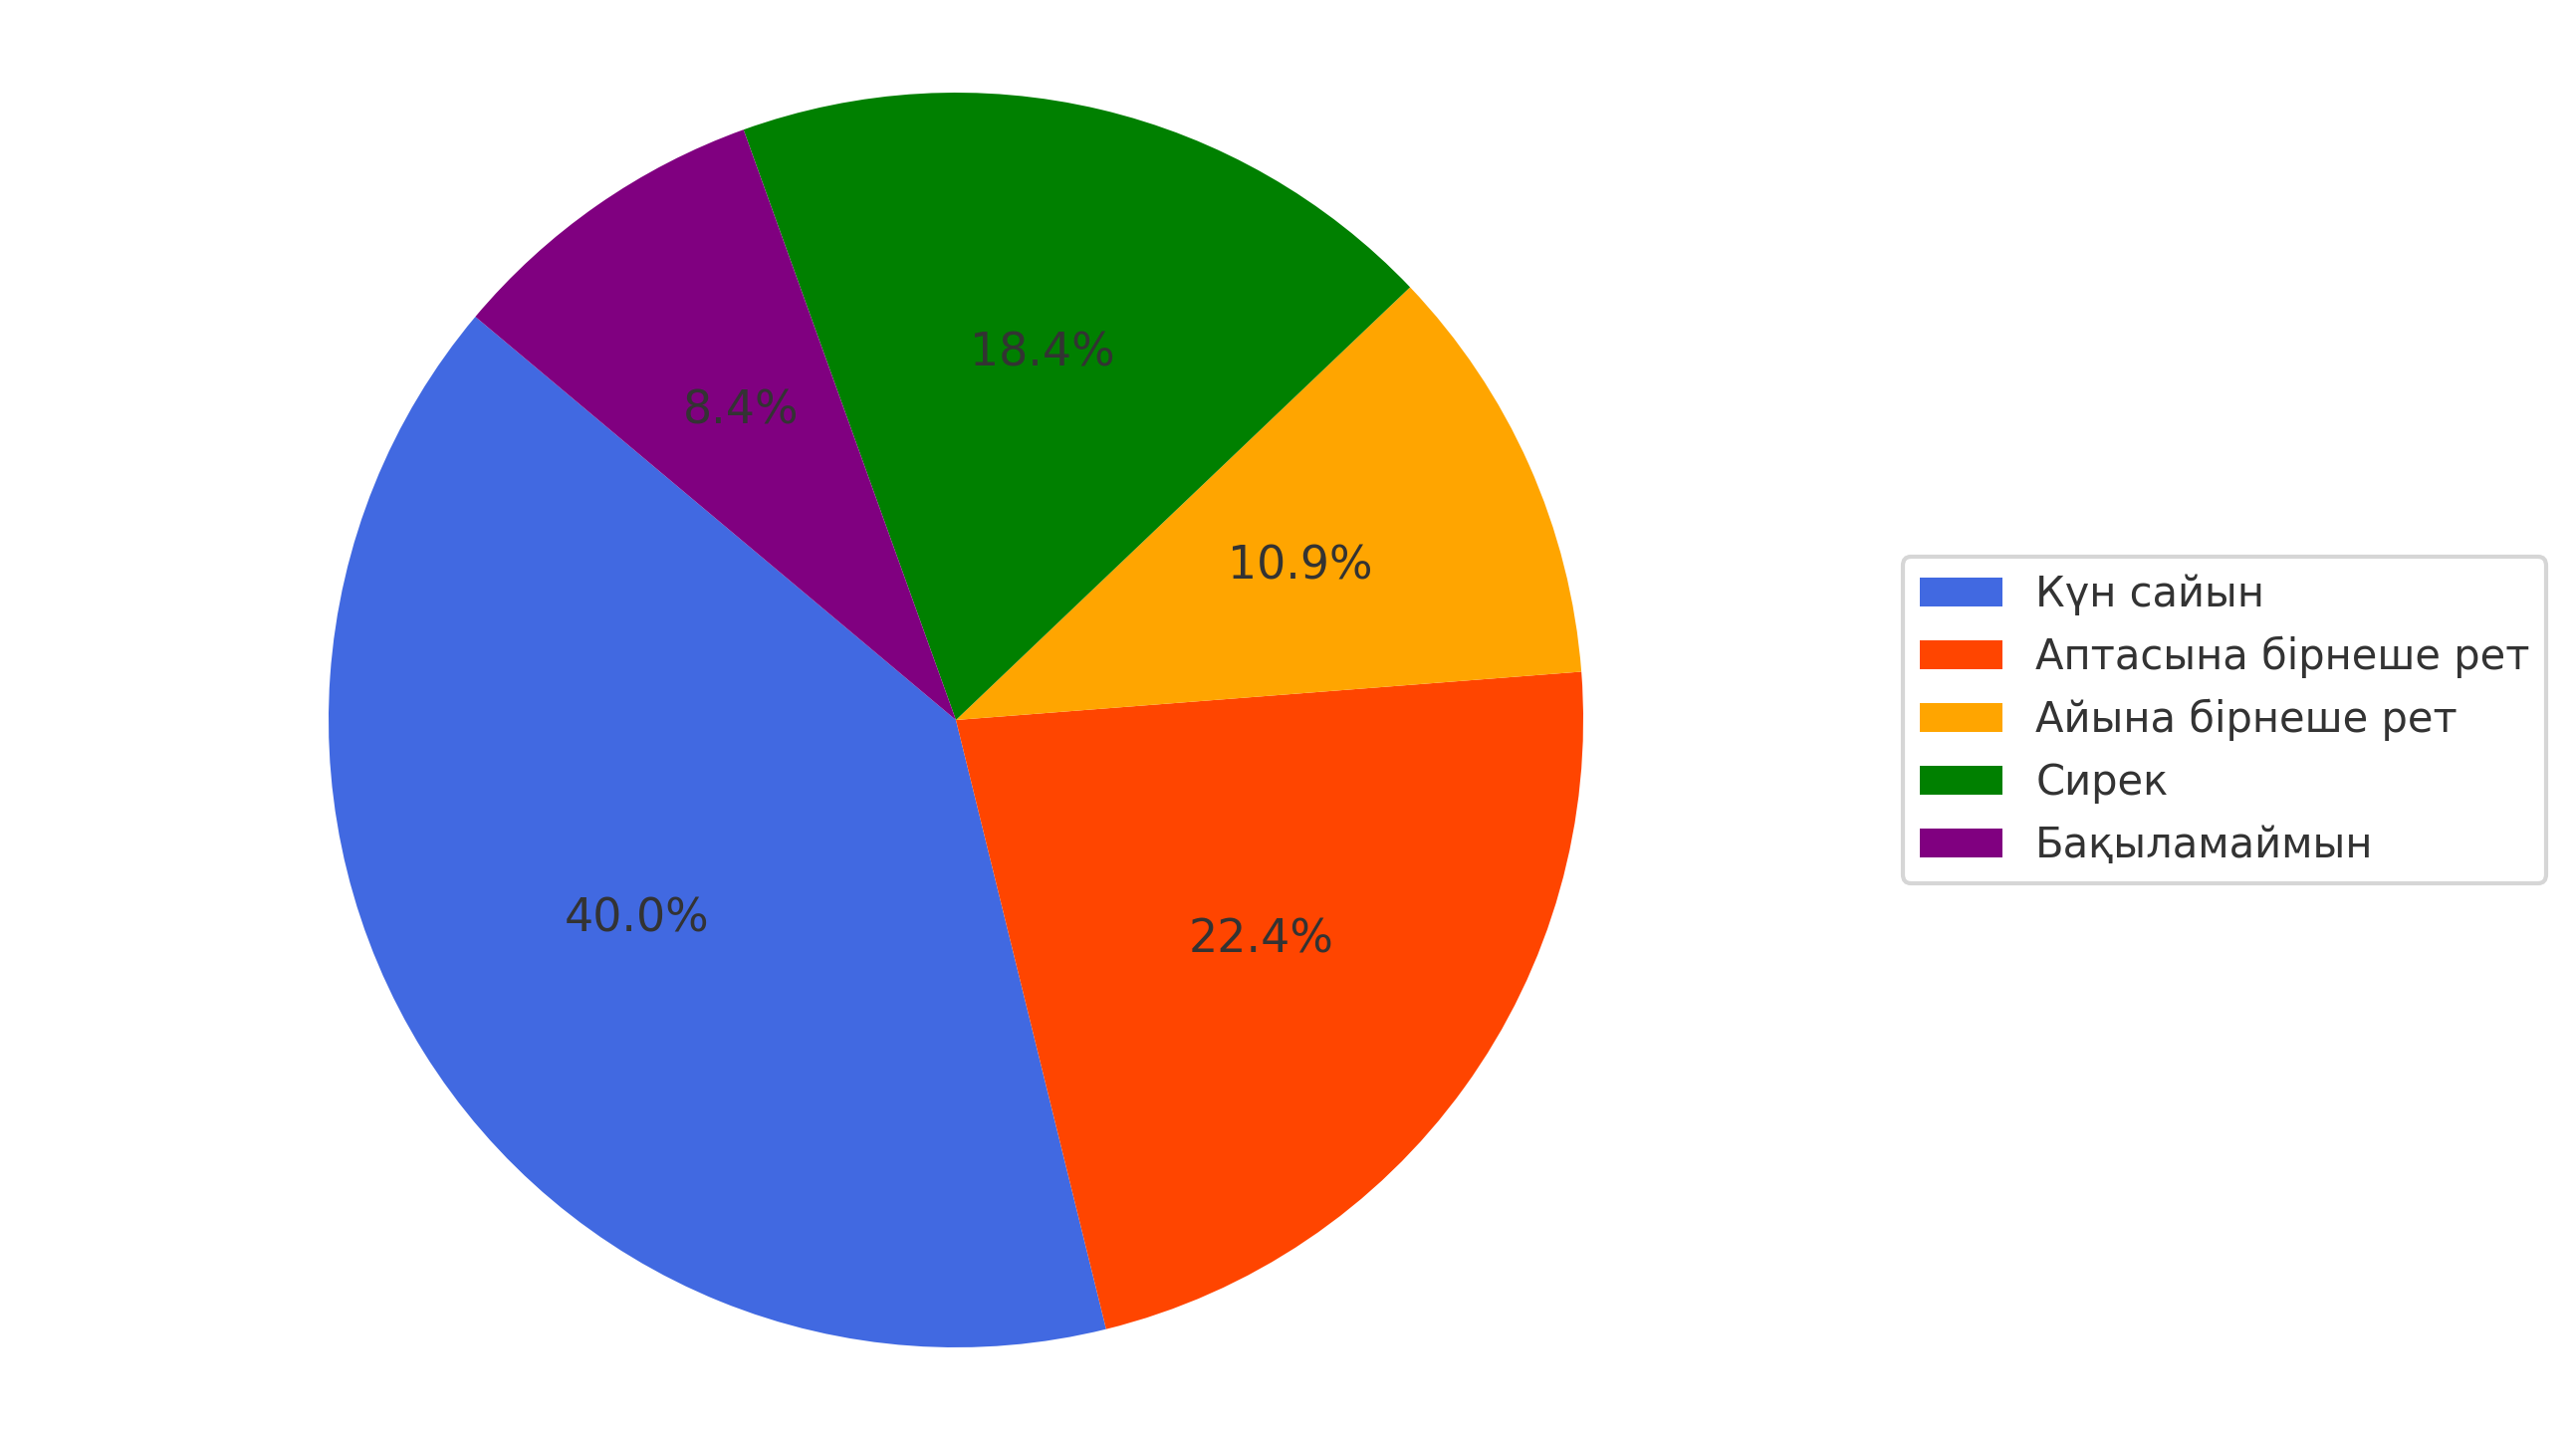 18.4%
8.4%
10.9%
40.0%
22.4%
Күн сайын
Аптасына бірнеше рет
Айына бірнеше рет
Сирек
Бақыламаймын